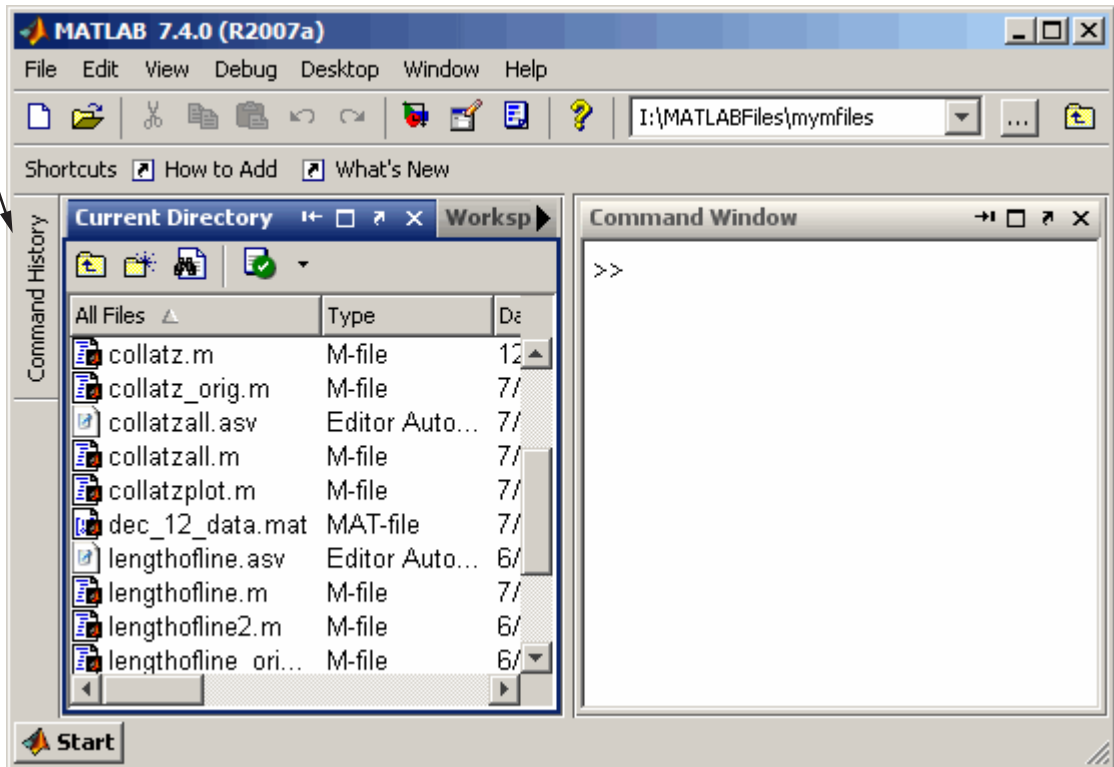 MATLAB 7.4.0 (R2007a)
File Edit View Debug Desktop Window Help
I:\MATLABFiles\mymfiles ...
Shortcuts How to Add What's New
Command History
Current Directory Worksp
Command Window
>>
All Files Type Da
collatz.m M-file 12
collatz_orig.m M-file 7/
collatzall.asv Editor Auto... 7/
collatzall.m M-file 7/
collatzplot.m M-file 7/
dec_12_data.mat MAT-file 7/
lengthofline.asv Editor Auto... 6/
lengthofline.m M-file 7/
lengthofline2.m M-file 6/
lengthofline_ori... M-file 6/
Start